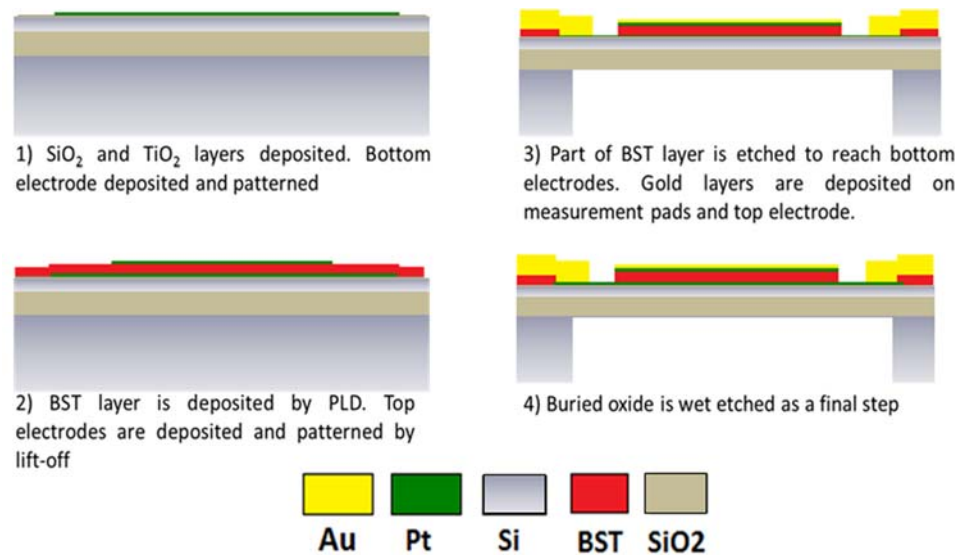 1) SiO₂ and TiO₂ layers deposited. Bottom
electrode deposited and patterned
2) BST layer is deposited by PLD. Top
electrodes are deposited and patterned by
lift-off
3) Part of BST layer is etched to reach bottom
electrodes. Gold layers are deposited on
measurement pads and top electrode.
4) Buried oxide is wet etched as a final step
Au Pt Si BST SiO2